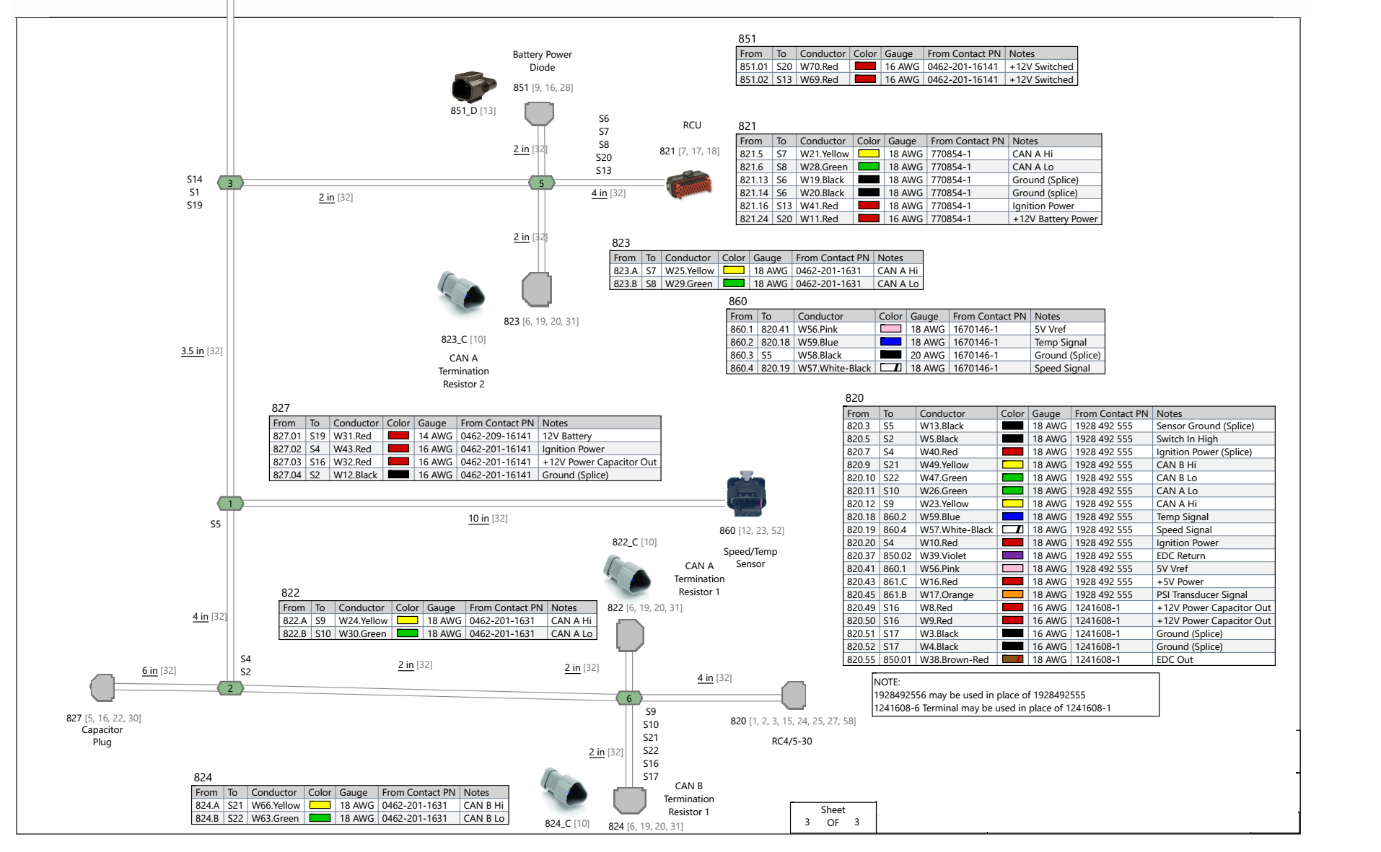 851
From To Conductor Color Gauge From Contact PN Notes
851.01 S20 W70.Red 16 AWG 0462-201-16141 +12V Switched
851.02 S13 W69.Red 16 AWG 0462-201-16141 +12V Switched
Battery Power
Diode
851 [9, 16, 28]
851_D [13]
2 in [32]
S6
S7
S8
S20
S13
RCU
821 [7, 17, 18]
821
From To Conductor Color Gauge From Contact PN Notes
821.5 S7 W21.Yellow 18 AWG 770854-1 CAN A Hi
821.6 S8 W28.Green 18 AWG 770854-1 CAN A Lo
821.13 S6 W19.Black 18 AWG 770854-1 Ground (Splice)
821.14 S6 W20.Black 18 AWG 770854-1 Ground (splice)
821.16 S13 W41.Red 18 AWG 770854-1 Ignition Power
821.24 S20 W11.Red 16 AWG 770854-1 +12V Battery Power
S14
S1
S19
3
2 in [32]
5
4 in [32]
2 in [32]
823
From To Conductor Color Gauge From Contact PN Notes
823.A S7 W25.Yellow 18 AWG 0462-201-1631 CAN A Hi
823.B S8 W29.Green 18 AWG 0462-201-1631 CAN A Lo
823 [6, 19, 20, 31]
823_C [10]
CAN A
Termination
Resistor 2
860
From To Conductor Color Gauge From Contact PN Notes
860.1 820.41 W56.Pink 18 AWG 1670146-1 5V Vref
860.2 820.18 W59.Blue 18 AWG 1670146-1 Temp Signal
860.3 S5 W58.Black 20 AWG 1670146-1 Ground (Splice)
860.4 820.19 W57.White-Black 18 AWG 1670146-1 Speed Signal
3.5 in [32]
827
From To Conductor Color Gauge From Contact PN Notes
827.01 S19 W31.Red 14 AWG 0462-209-16141 12V Battery
827.02 S4 W43.Red 16 AWG 0462-201-16141 Ignition Power
827.03 S16 W32.Red 16 AWG 0462-201-16141 +12V Power Capacitor Out
827.04 S2 W12.Black 16 AWG 0462-201-16141 Ground (Splice)
820
From To Conductor Color Gauge From Contact PN Notes
820.3 S5 W13.Black 18 AWG 1928 492 555 Sensor Ground (Splice)
820.5 S2 W5.Black 18 AWG 1928 492 555 Switch In High
820.7 S4 W40.Red 18 AWG 1928 492 555 Ignition Power (Splice)
820.9 S21 W49.Yellow 18 AWG 1928 492 555 CAN B Hi
820.10 S22 W47.Green 18 AWG 1928 492 555 CAN B Lo
820.11 S10 W26.Green 18 AWG 1928 492 555 CAN A Lo
820.12 S9 W23.Yellow 18 AWG 1928 492 555 CAN A Hi
820.18 860.2 W59.Blue 18 AWG 1928 492 555 Temp Signal
820.19 860.4 W57.White-Black 18 AWG 1928 492 555 Speed Signal
820.20 S4 W10.Red 18 AWG 1928 492 555 Ignition Power
820.37 850.02 W39.Violet 18 AWG 1928 492 555 EDC Return
820.41 860.1 W56.Pink 18 AWG 1928 492 555 5V Vref
820.43 861.C W16.Red 18 AWG 1928 492 555 +5V Power
820.45 861.B W17.Orange 18 AWG 1928 492 555 PSI Transducer Signal
820.49 S16 W8.Red 16 AWG 1241608-1 +12V Power Capacitor Out
820.50 S16 W9.Red 16 AWG 1241608-1 +12V Power Capacitor Out
820.51 S17 W3.Black 16 AWG 1241608-1 Ground (Splice)
820.52 S17 W4.Black 16 AWG 1241608-1 Ground (Splice)
820.55 850.01 W38.Brown-Red 18 AWG 1241608-1 EDC Out
NOTE:
1928492556 may be used in place of 1928492555
1241608-6 Terminal may be used in place of 1241608-1
1
S5
10 in [32]
860 [12, 23, 52]
Speed/Temp
Sensor
822_C [10]
CAN A
Termination
Resistor 1
822 [6, 19, 20, 31]
822
From To Conductor Color Gauge From Contact PN Notes
822.A S9 W24.Yellow 18 AWG 0462-201-1631 CAN A Hi
822.B S10 W30.Green 18 AWG 0462-201-1631 CAN A Lo
4 in [32]
6 in [32]
S4
S2
2
2 in [32]
2 in [32]
4 in [32]
6
827 [5, 16, 22, 30]
Capacitor
Plug
820 [1, 2, 3, 15, 24, 25, 27, 58]
RC4/5-30
S9
S10
S21
S22
S16
S17
2 in [32]
CAN B
Termination
Resistor 1
824_C [10]
824 [6, 19, 20, 31]
824
From To Conductor Color Gauge From Contact PN Notes
824.A S21 W66.Yellow 18 AWG 0462-201-1631 CAN B Hi
824.B S22 W63.Green 18 AWG 0462-201-1631 CAN B Lo
Sheet
3 OF 3